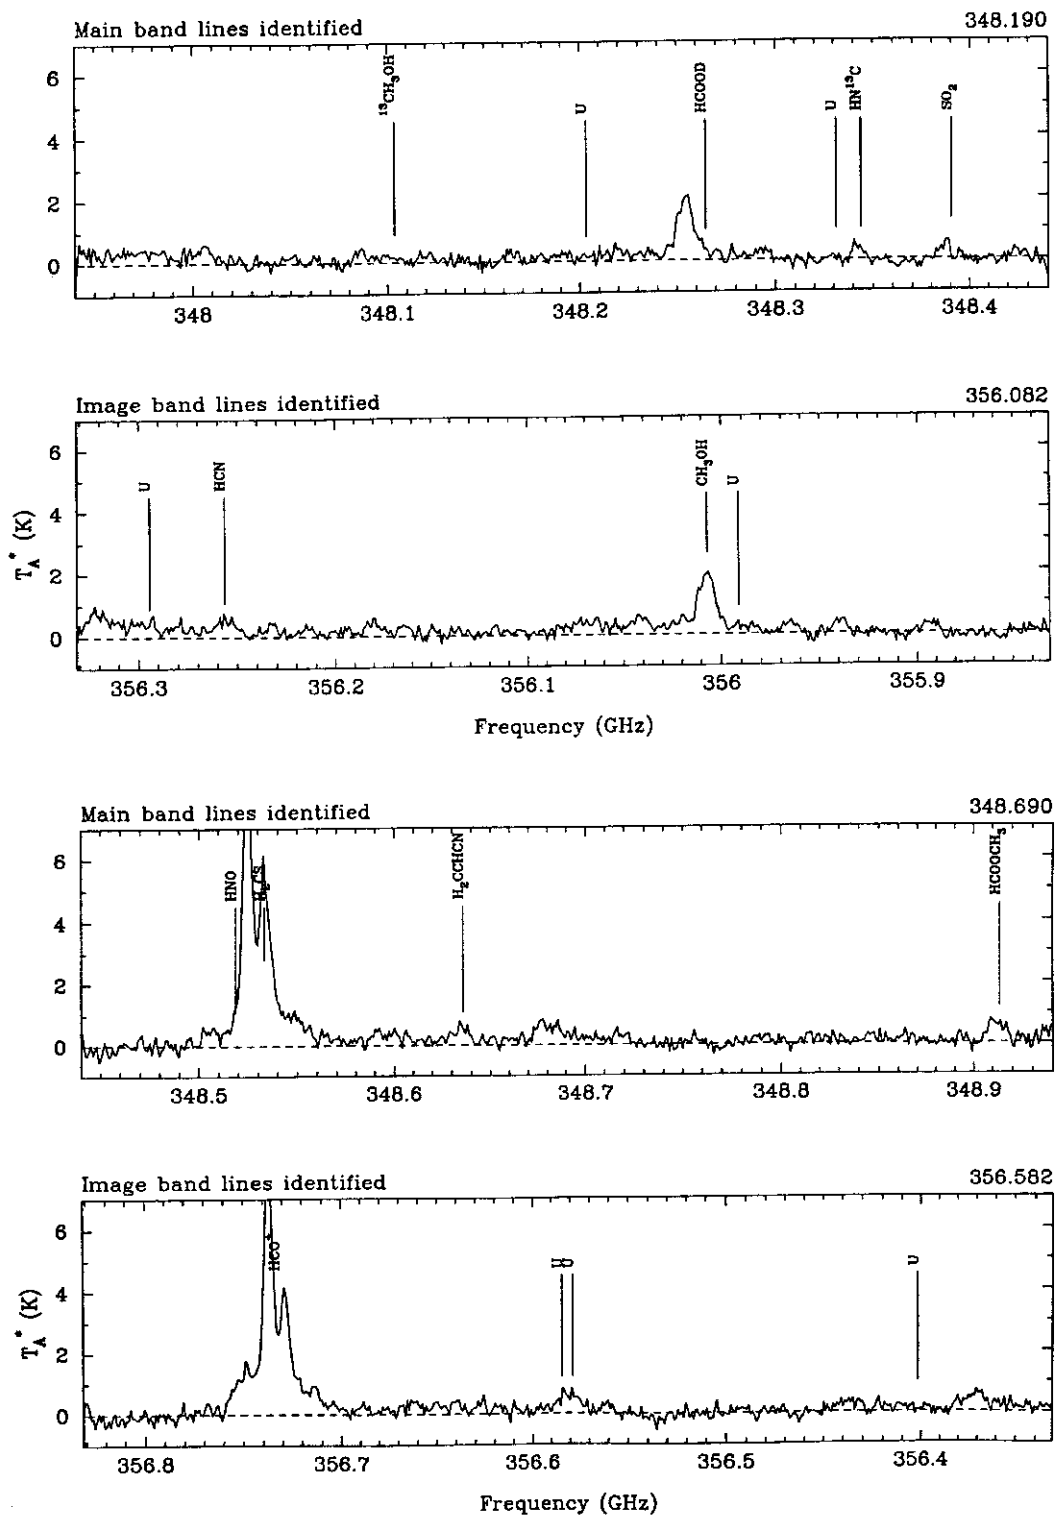 Main band lines identified 348.190
¹³CH₃OH U HCOOD U HN¹³C SO₂
6
4
2
0
348 348.1 348.2 348.3 348.4
Image band lines identified 356.082
U HCN CH₃OH U
6
4
2
0
T_A* (K)
356.3 356.2 356.1 356 355.9
Frequency (GHz)
Main band lines identified 348.690
HNO H₂CCHCN HCOOCH₃
6
4
2
0
348.5 348.6 348.7 348.8 348.9
Image band lines identified 356.582
HCO⁺ U U U
6
4
2
0
T_A* (K)
356.8 356.7 356.6 356.5 356.4
Frequency (GHz)